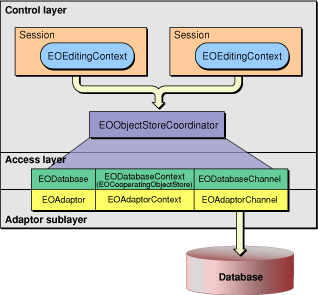 Control layer
Session
Session
EOEditingContext
EOEditingContext
EOObjectStoreCoordinator
Access layer
EODatabase
EODatabaseContext
(EOCooperatingObjectStore)
EODatabaseChannel
EOAdaptor
EOAdaptorContext
EOAdaptorChannel
Adaptor sublayer
Database